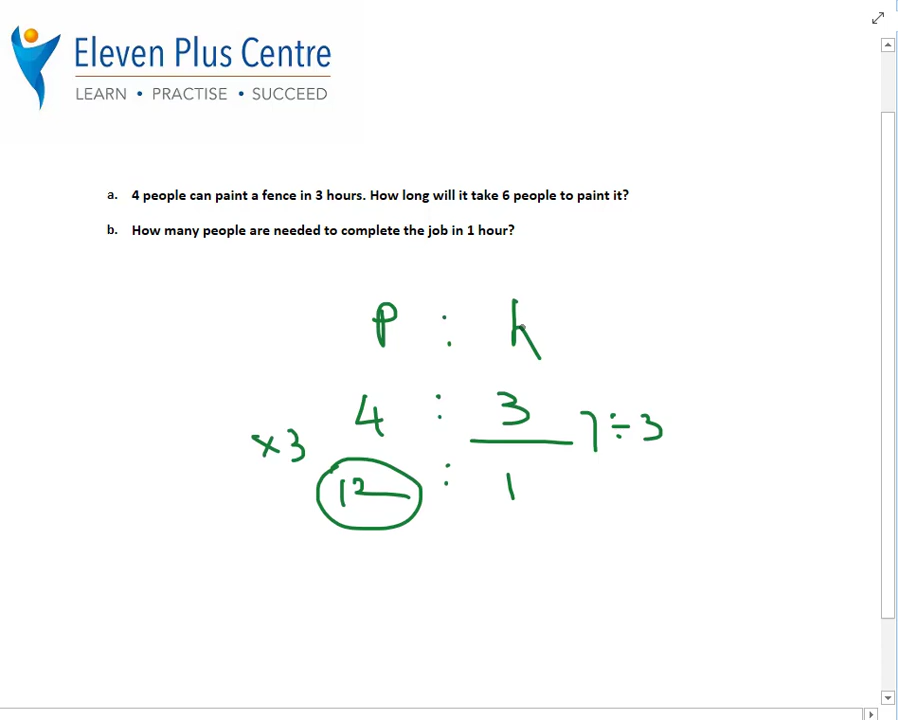 Eleven Plus Centre
LEARN • PRACTISE • SUCCEED
a. 4 people can paint a fence in 3 hours. How long will it take 6 people to paint it?
b. How many people are needed to complete the job in 1 hour?
P : h
4 : 3
×3 ÷3
12 : 1